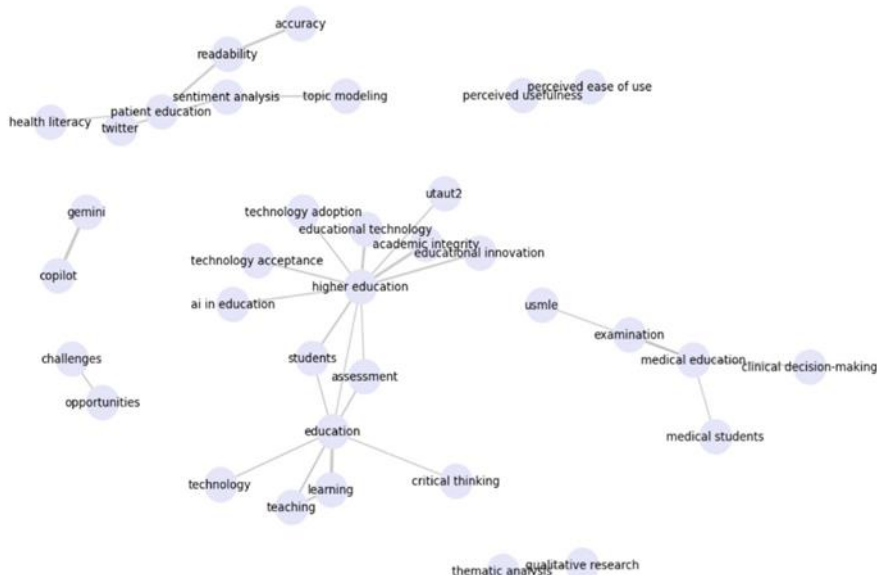 accuracy
readability
sentiment analysis
topic modeling
perceived ease of use
perceived usefulness
patient education
health literacy
twitter
utaut2
gemini
technology adoption
educational technology
academic integrity
educational innovation
technology acceptance
copilot
higher education
ai in education
usmle
examination
challenges
students
medical education
clinical decision-making
assessment
opportunities
education
medical students
technology
learning
critical thinking
teaching
qualitative research
thematic analysis